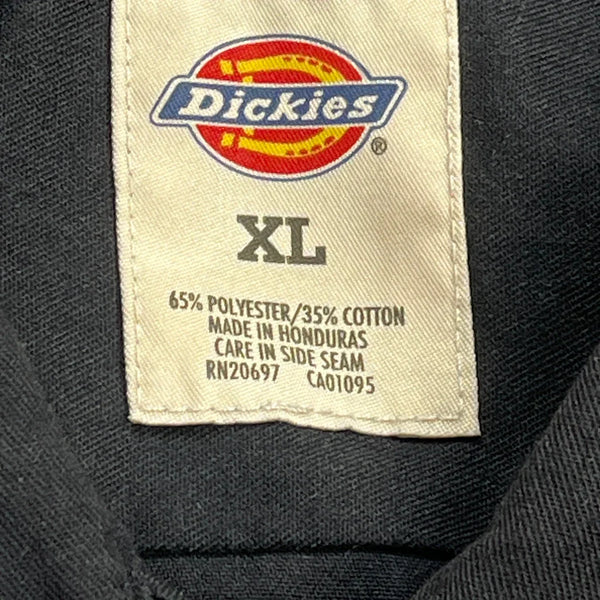 Dickies®
XL
65% POLYESTER/35% COTTON
MADE IN HONDURAS
CARE IN SIDE SEAM
RN20697 CA01095